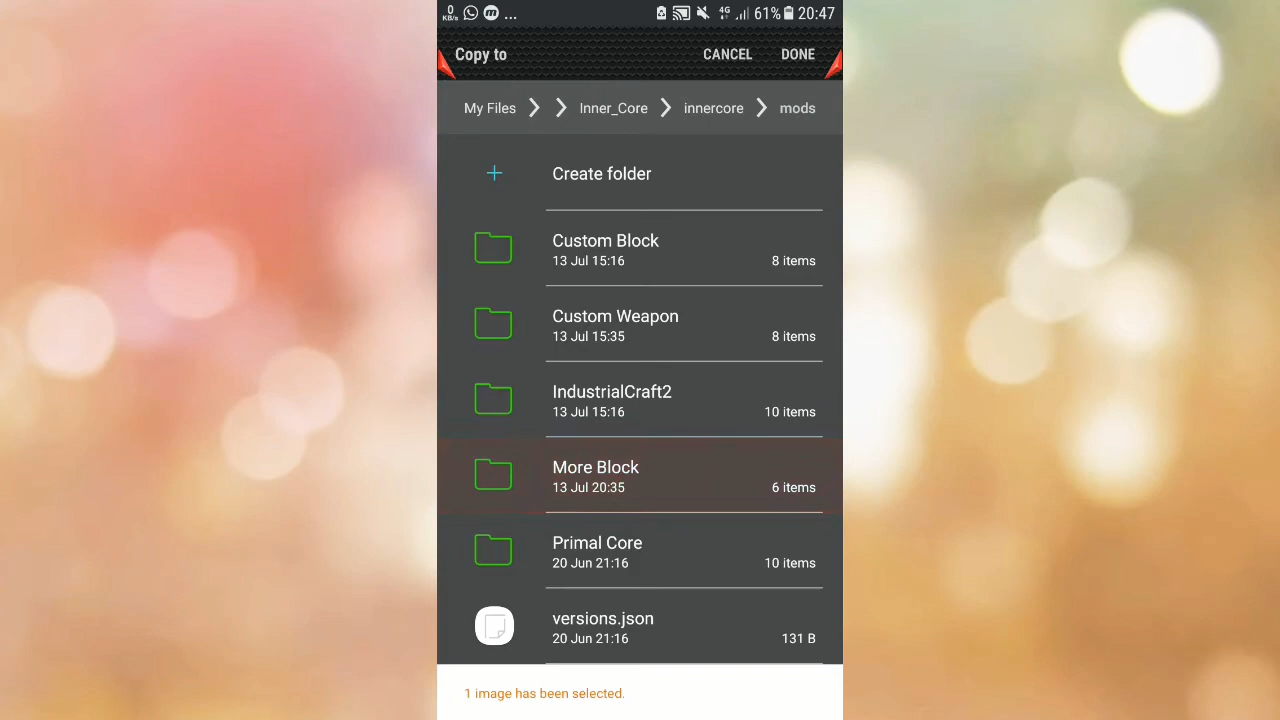 0 KB/s ... 4G 61% 20:47
Copy to CANCEL DONE
My Files Inner_Core innercore mods
Create folder
Custom Block
13 Jul 15:16 8 items
Custom Weapon
13 Jul 15:35 8 items
IndustrialCraft2
13 Jul 15:16 10 items
More Block
13 Jul 20:35 6 items
Primal Core
20 Jun 21:16 10 items
versions.json
20 Jun 21:16 131 B
1 image has been selected.